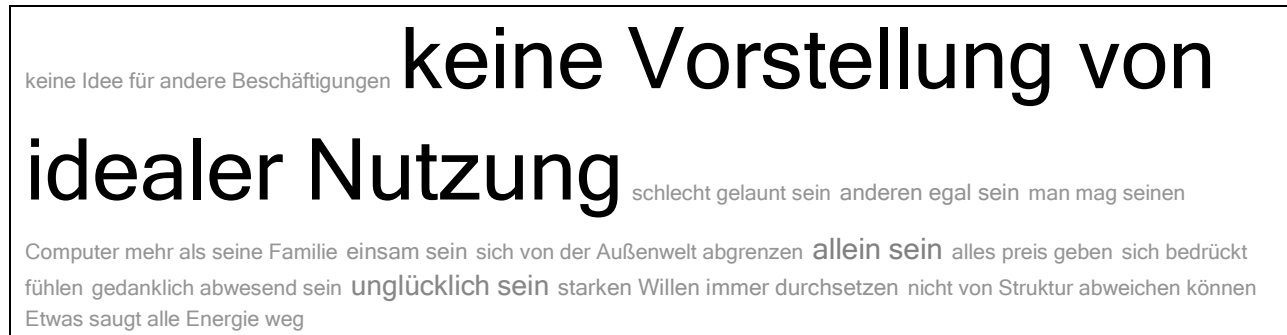 keine Idee für andere Beschäftigungen keine Vorstellung von
idealer Nutzung schlecht gelaunt sein anderen egal sein man mag seinen
Computer mehr als seine Familie einsam sein sich von der Außenwelt abgrenzen allein sein alles preis geben sich bedrückt
fühlen gedanklich abwesend sein unglücklich sein starken Willen immer durchsetzen nicht von Struktur abweichen können
Etwas saugt alle Energie weg